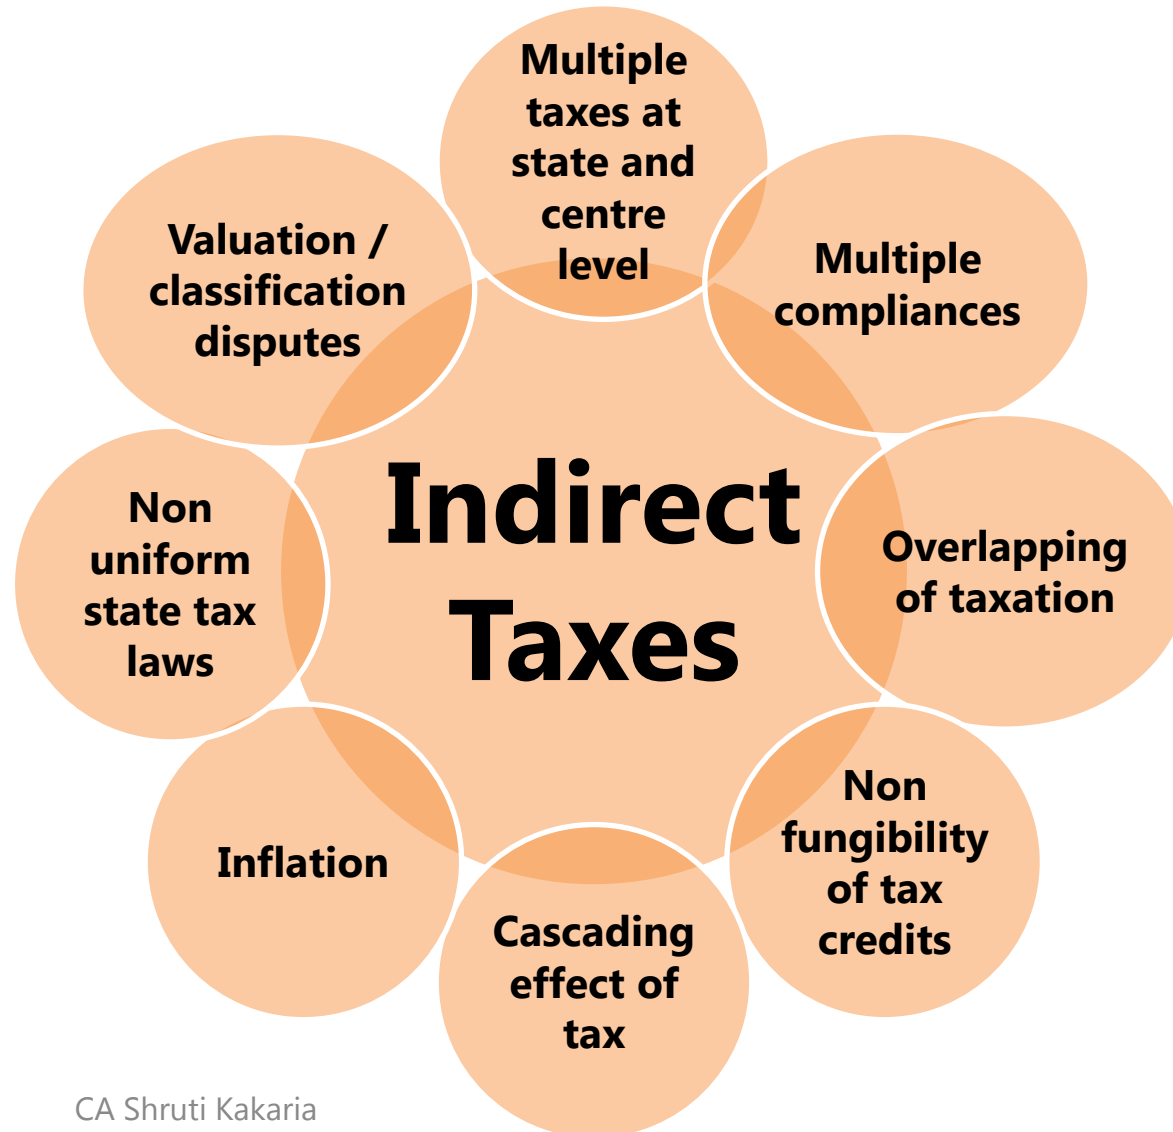 Multiple
taxes at
state and
centre
level
Multiple
compliances
Overlapping
of taxation
Non
fungibility
of tax
credits
Cascading
effect of
tax
Inflation
Non
uniform
state tax
laws
Valuation /
classification
disputes
Indirect
Taxes
CA Shruti Kakaria